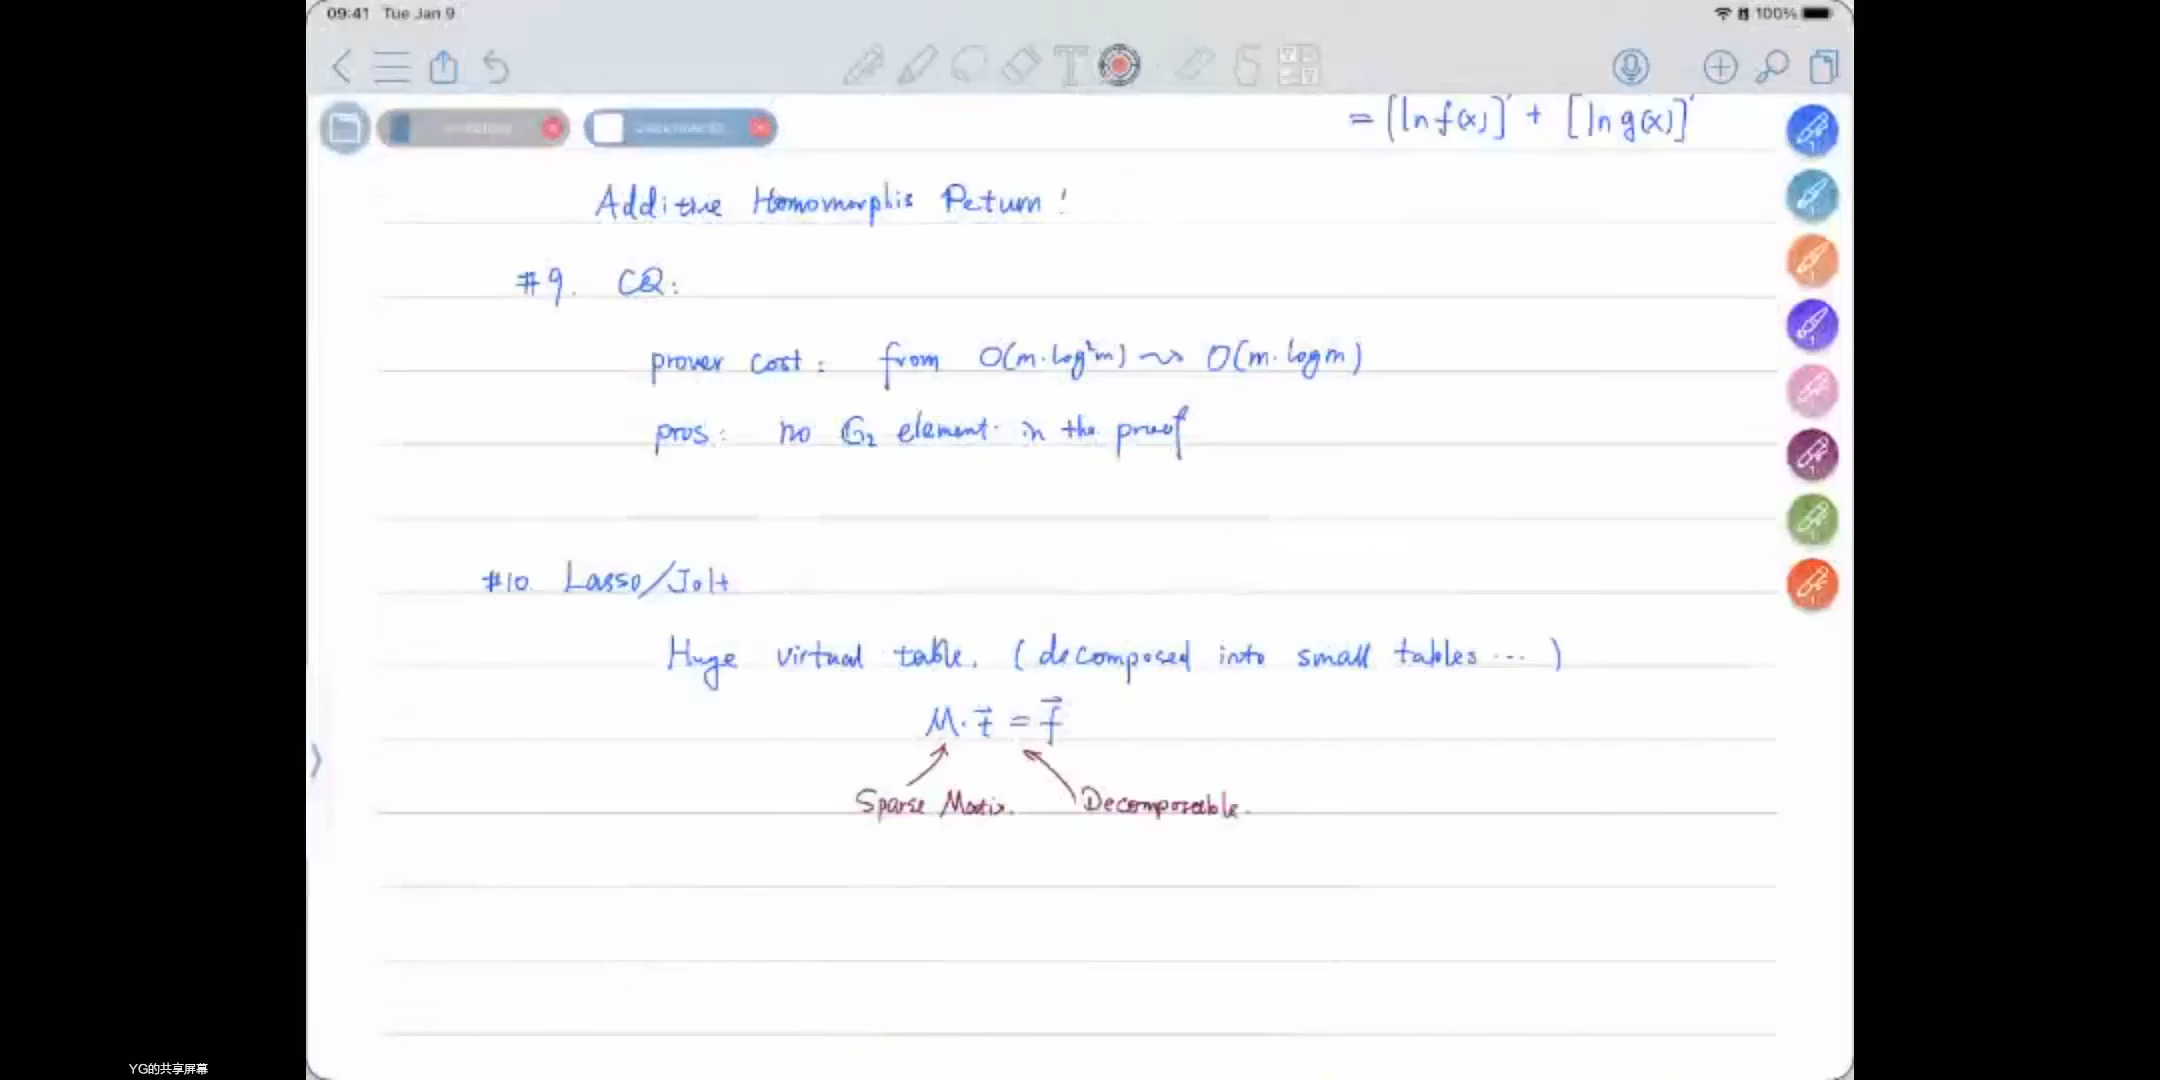 09:41 Tue Jan 9
100%
= [ln f(x)]' + [ln g(x)]'
Additive Homomorphis Return!
#9. CQ:
prover cost: from O(m·log²m) ⇝ O(m·logm)
pros: no G₂ element in the proof
#10. Lasso/Jolt
Huge virtual table. (decomposed into small tables ... )
M·t⃗ = f⃗
Sparse Matix. Decomposable.
YG的共享屏幕